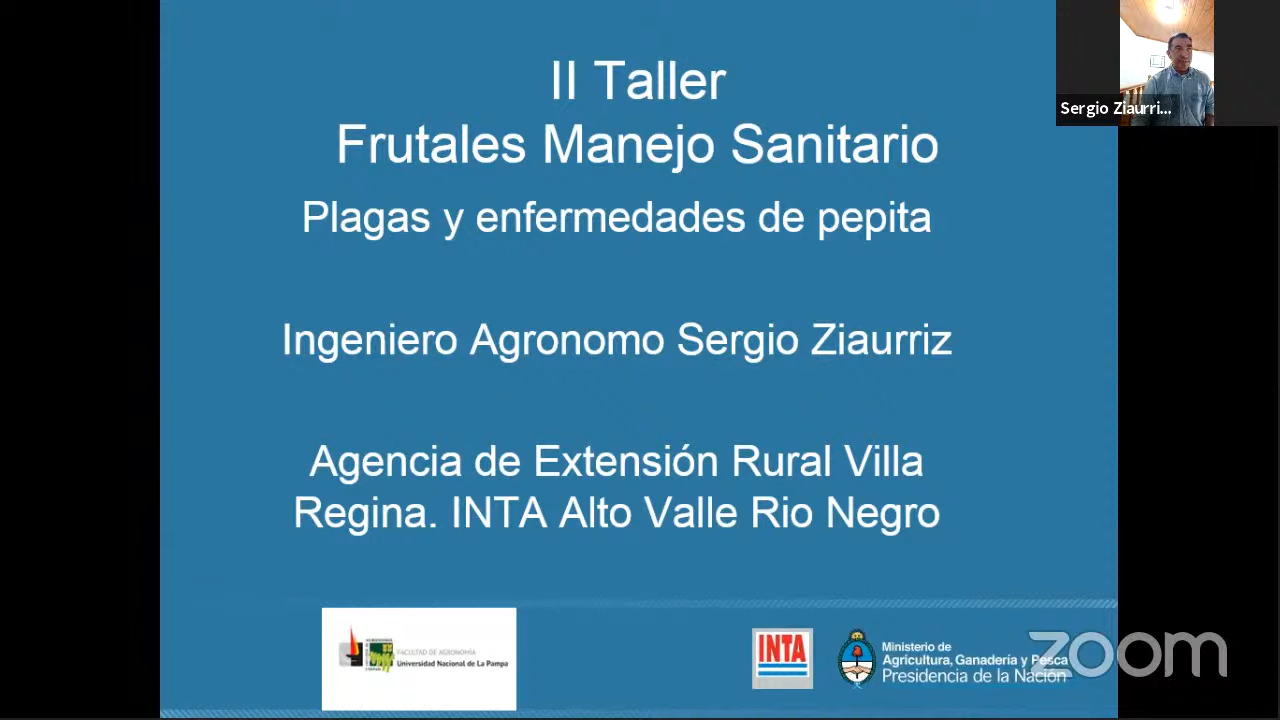 II Taller
Frutales Manejo Sanitario
Plagas y enfermedades de pepita
Ingeniero Agronomo Sergio Ziaurriz
Agencia de Extensión Rural Villa
Regina. INTA Alto Valle Rio Negro
Sergio Ziaurri...
FACULTAD DE AGRONOMÍA
Universidad Nacional de La Pampa
INTA
Ministerio de
Agricultura, Ganadería y Pesca
Presidencia de la Nación
zoom